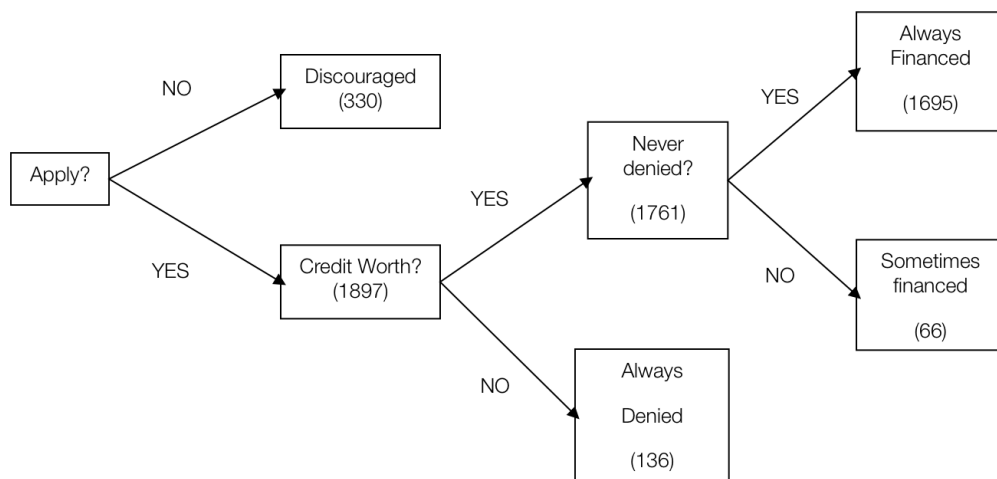 Apply?
NO
YES
Discouraged
(330)
Credit Worth?
(1897)
YES
NO
Never
denied?
(1761)
Always
Denied
(136)
YES
NO
Always
Financed
(1695)
Sometimes
financed
(66)